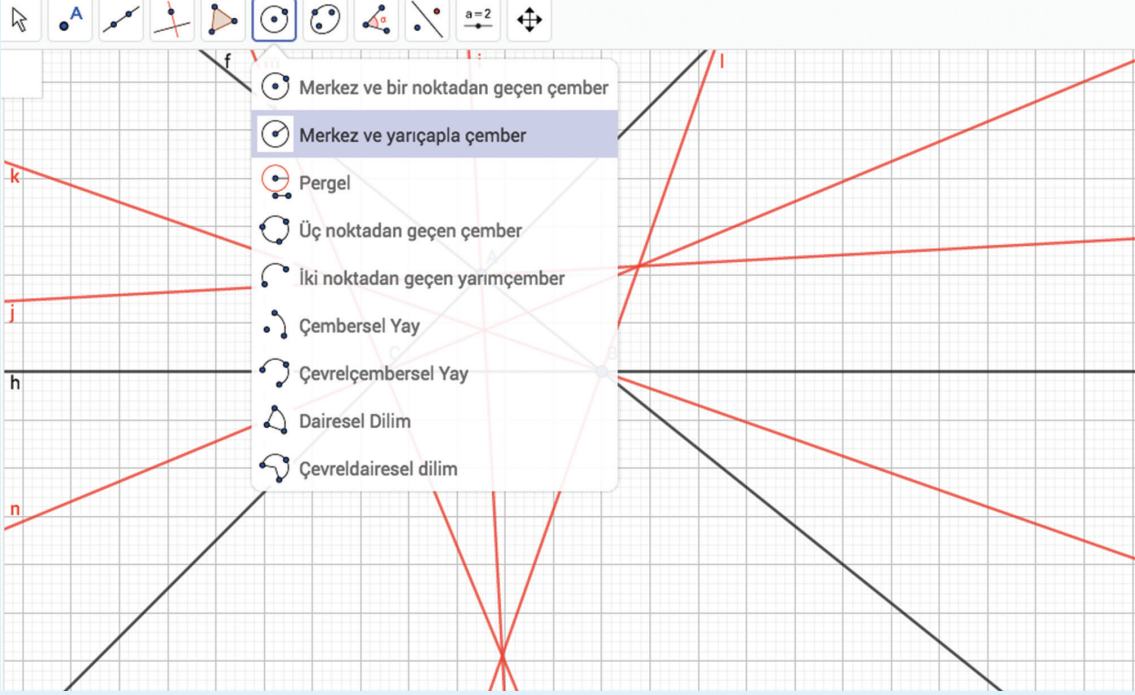 A
α
a=2
f
l
Merkez ve bir noktadan geçen çember
Merkez ve yarıçapla çember
k
Pergel
Üç noktadan geçen çember
A
İki noktadan geçen yarımçember
j
Çembersel Yay
C
B
Çevrelçembersel Yay
h
Dairesel Dilim
Çevreldairesel dilim
n